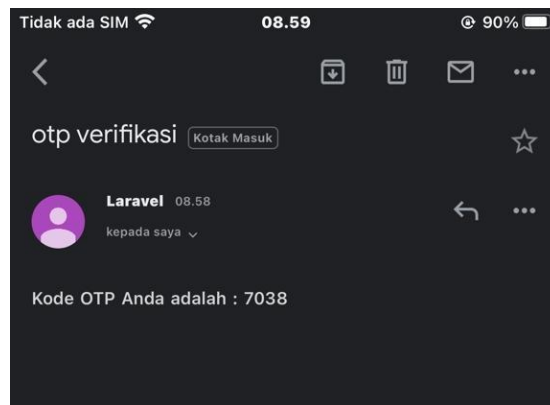 Tidak ada SIM 08.59 90%
otp verifikasi Kotak Masuk
Laravel 08.58
kepada saya
Kode OTP Anda adalah : 7038